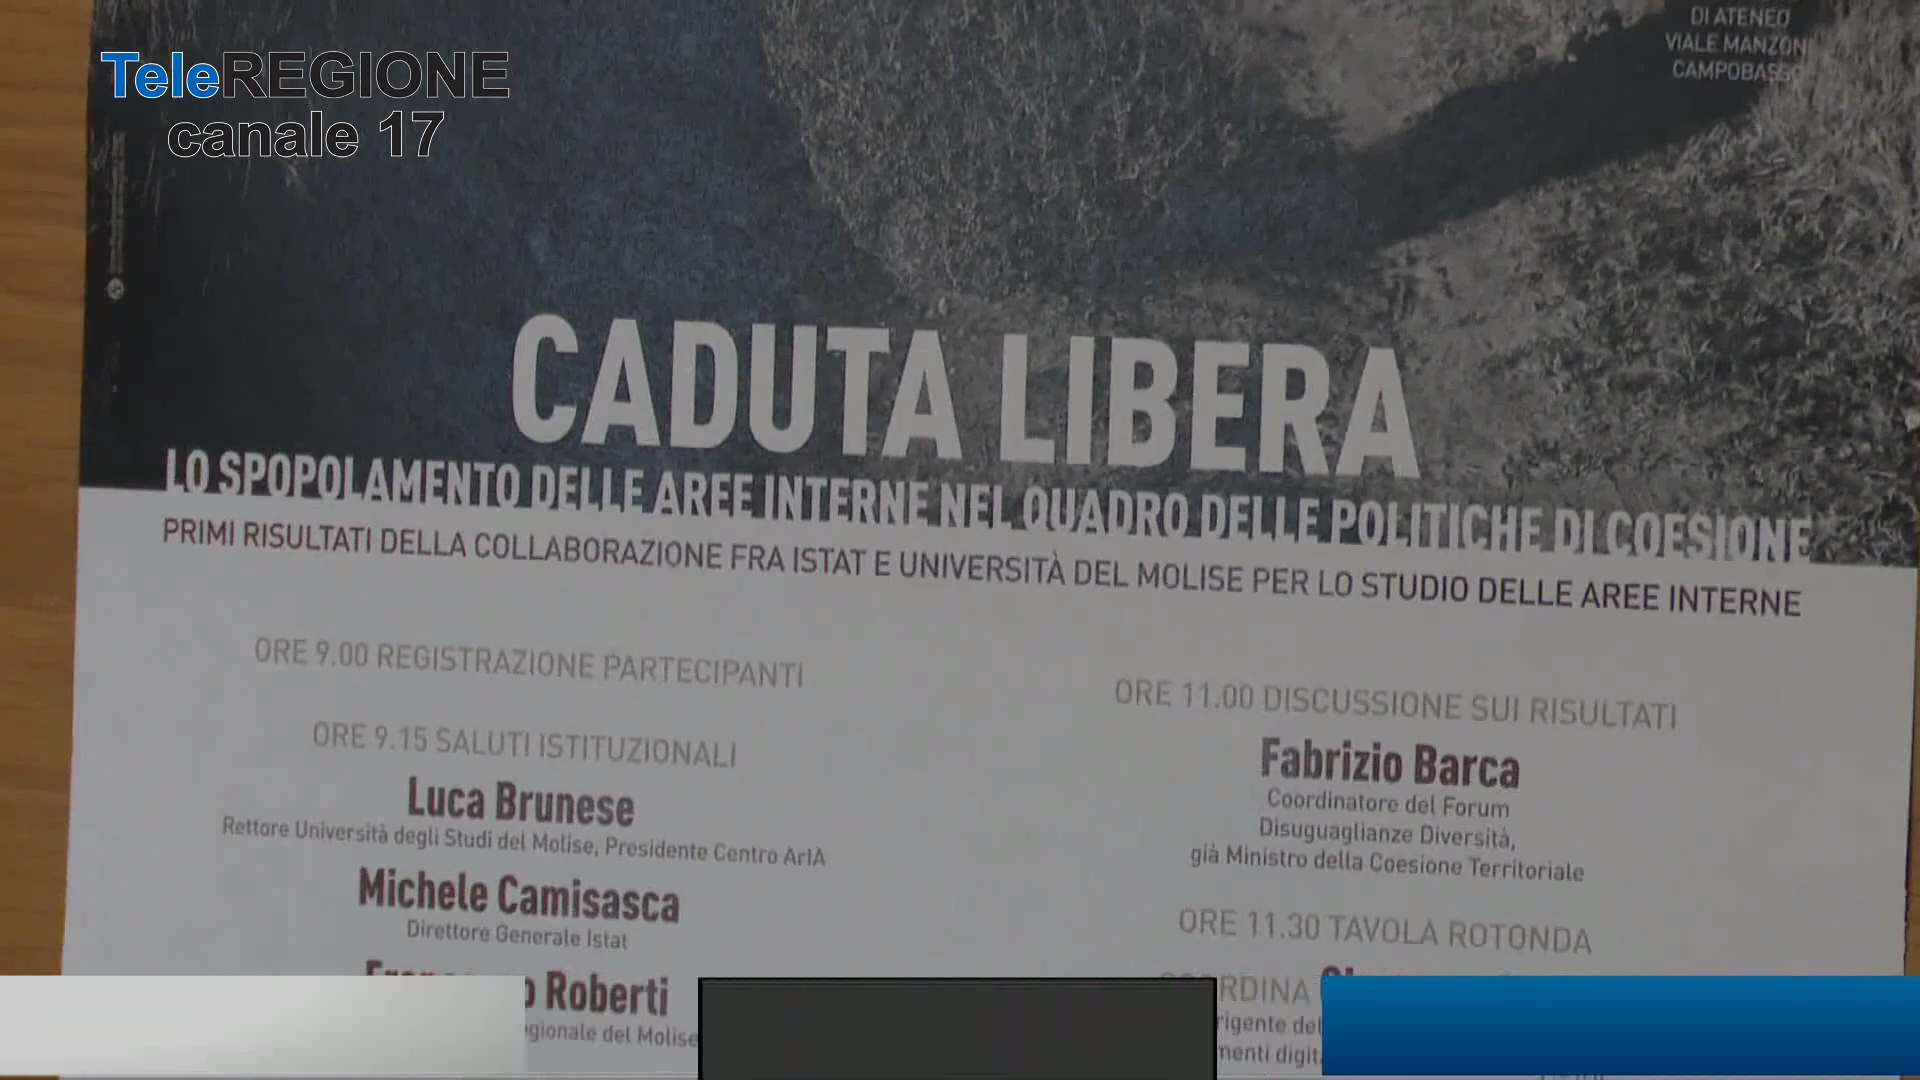 TeleREGIONE
canale 17
DI ATENEO
VIALE MANZONI
CAMPOBASSO
CADUTA LIBERA
LO SPOPOLAMENTO DELLE AREE INTERNE NEL QUADRO DELLE POLITICHE DI COESIONE
PRIMI RISULTATI DELLA COLLABORAZIONE FRA ISTAT E UNIVERSITÀ DEL MOLISE PER LO STUDIO DELLE AREE INTERNE
ORE 9.00 REGISTRAZIONE PARTECIPANTI
ORE 9.15 SALUTI ISTITUZIONALI
Luca Brunese
Rettore Università degli Studi del Molise, Presidente Centro ArIA
Michele Camisasca
Direttore Generale Istat
Roberti
del Molise
ORE 11.00 DISCUSSIONE SUI RISULTATI
Fabrizio Barca
Coordinatore del Forum
Disuguaglianze Diversità,
già Ministro della Coesione Territoriale
ORE 11.30 TAVOLA ROTONDA